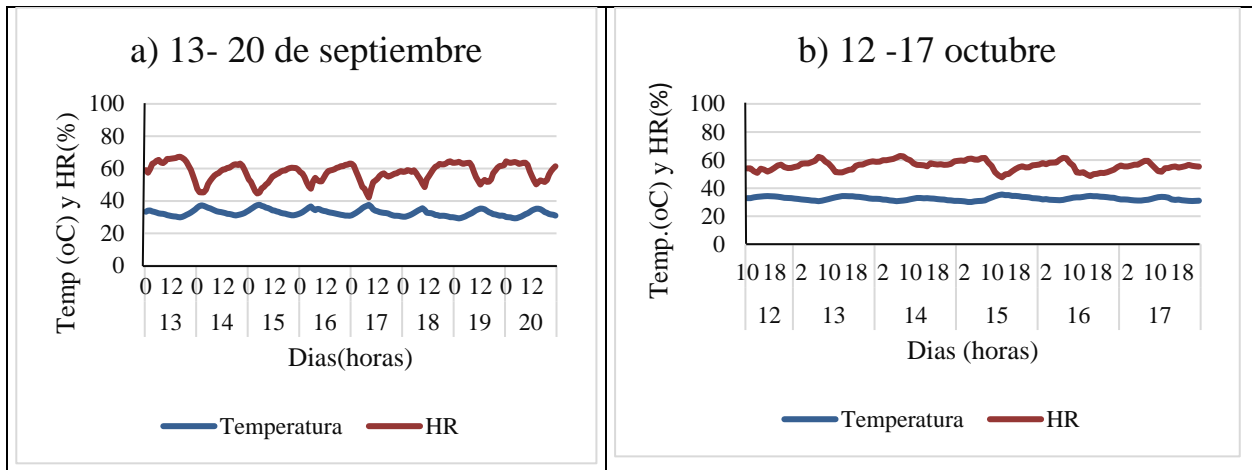 a) 13- 20 de septiembre
100
80
60
40
20
0
Temp (oC) y HR(%)
0 12 0 12 0 12 0 12 0 12 0 12 0 12 0 12
13 14 15 16 17 18 19 20
Dias(horas)
Temperatura HR
b) 12 -17 octubre
100
80
60
40
20
0
Temp.(oC) y HR(%)
10 18 2 10 18 2 10 18 2 10 18 2 10 18 2 10 18
12 13 14 15 16 17
Dias (horas)
Temperatura HR